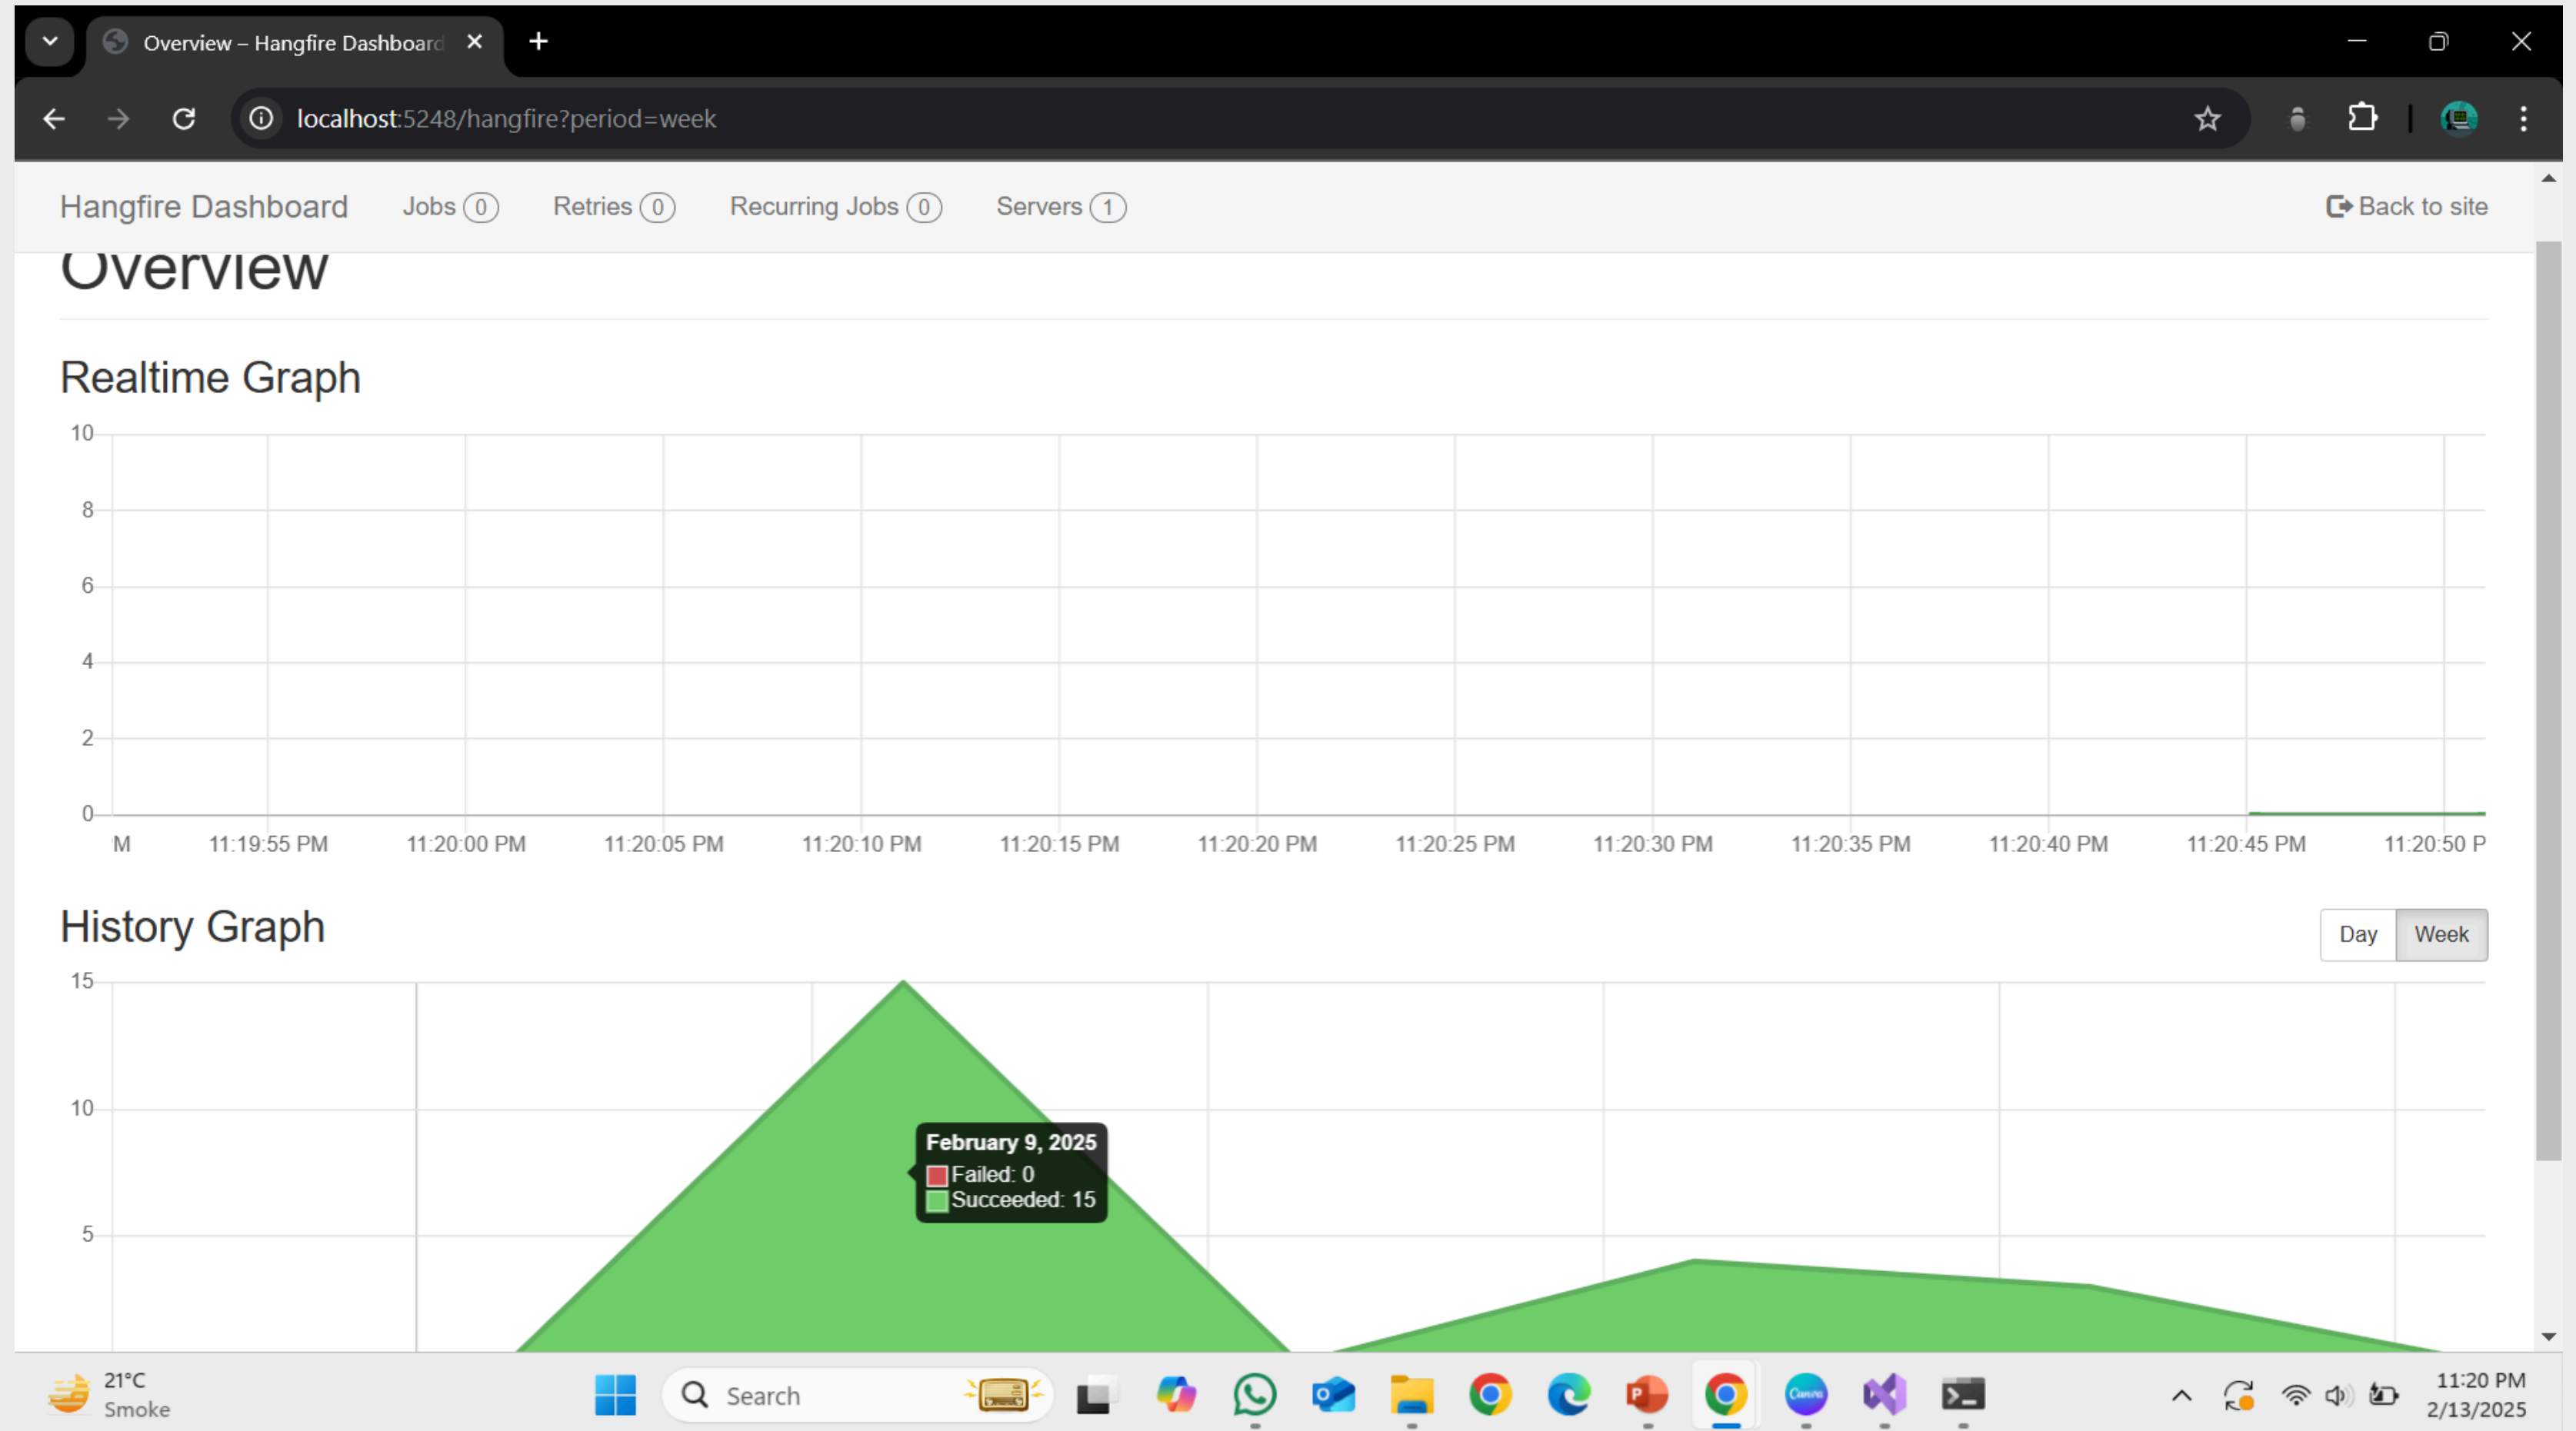 Overview – Hangfire Dashboard
localhost:5248/hangfire?period=week
Hangfire Dashboard Jobs 0 Retries 0 Recurring Jobs 0 Servers 1 Back to site
Overview
Realtime Graph
10
8
6
4
2
0
M 11:19:55 PM 11:20:00 PM 11:20:05 PM 11:20:10 PM 11:20:15 PM 11:20:20 PM 11:20:25 PM 11:20:30 PM 11:20:35 PM 11:20:40 PM 11:20:45 PM 11:20:50 P
History Graph Day Week
15
10
5
February 9, 2025
Failed: 0
Succeeded: 15
21°C
Smoke
Search
Canva
11:20 PM
2/13/2025